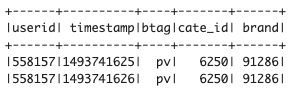 +------+----------+----+-------+------+
|userid| timestamp|btag|cate_id| brand|
+------+----------+----+-------+------+
|558157|1493741625|  pv|   6250| 91286|
|558157|1493741626|  pv|   6250| 91286|